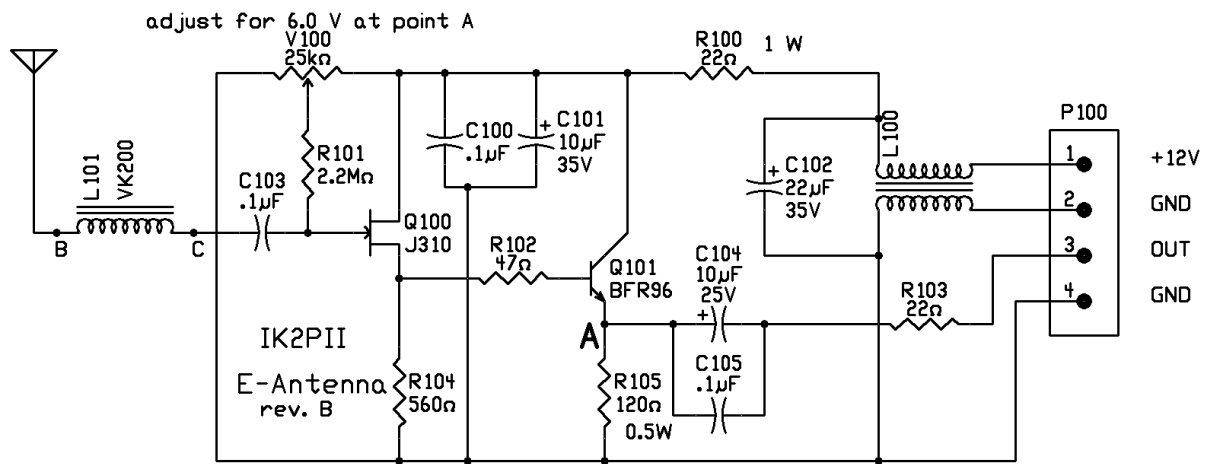 adjust for 6.0 V at point A
V100
25kΩ
R100
22Ω
1 W
P100
L101
VK200
C103
.1µF
R101
2.2MΩ
C100
.1µF
+
C101
10µF
35V
+
C102
22µF
35V
L100
1
+12V
2
GND
3
OUT
4
GND
B
C
Q100
J310
R102
47Ω
Q101
BFR96
C104
10µF
25V
+
R103
22Ω
A
IK2PII
E-Antenna
rev. B
R104
560Ω
R105
120Ω
0.5W
C105
.1µF